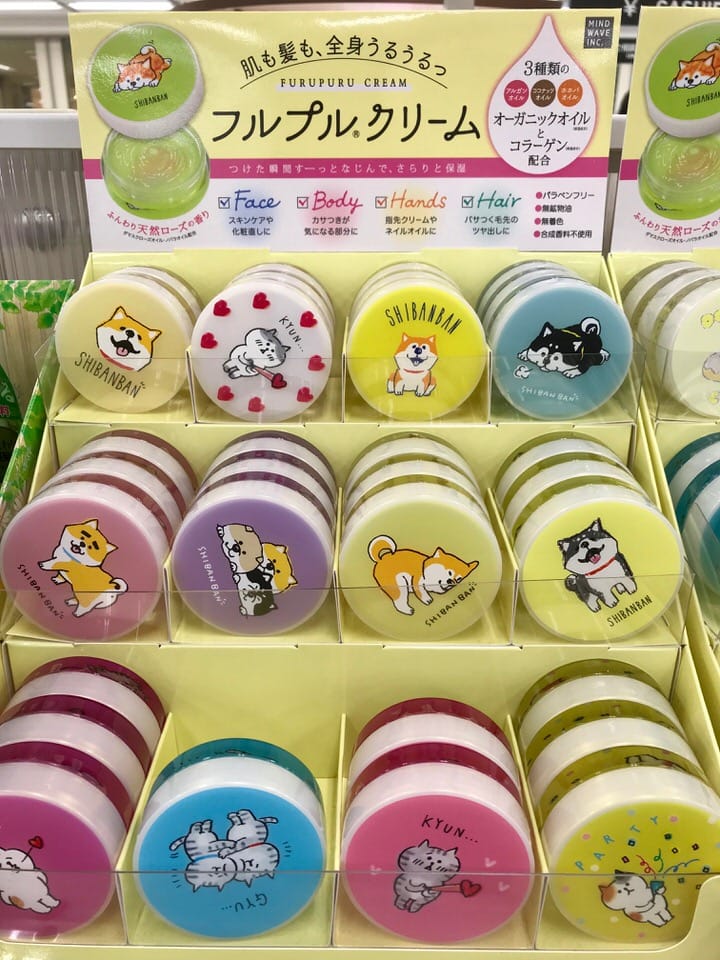 SHIBANBAN
肌も髪も、全身うるうるっ
FURUPURU CREAM
フルプル®クリーム
つけた瞬間すーっとなじんで、さらりと保湿
ふんわり天然ローズの香り
MIND
WAVE
INC.
3種類の
アルガン
オイル
ココナッツ
オイル
ホホバ
オイル
オーガニックオイル
と
コラーゲン
配合
Face
スキンケアや
化粧直しに
Body
カサつきが
気になる部分に
Hands
指先クリームや
ネイルオイルに
Hair
パサつく毛先の
ツヤ出しに
●パラベンフリー
●無鉱物油
●無着色
●合成香料不使用
SHIBANBAN
SHIBANBAN
KYUN...
SHIBANBAN
SHIBANBAN
SHIBANBAN
SHIBANBAN
SHIBANBAN
SHIBANBAN
GYU...
KYUN...
PARTY